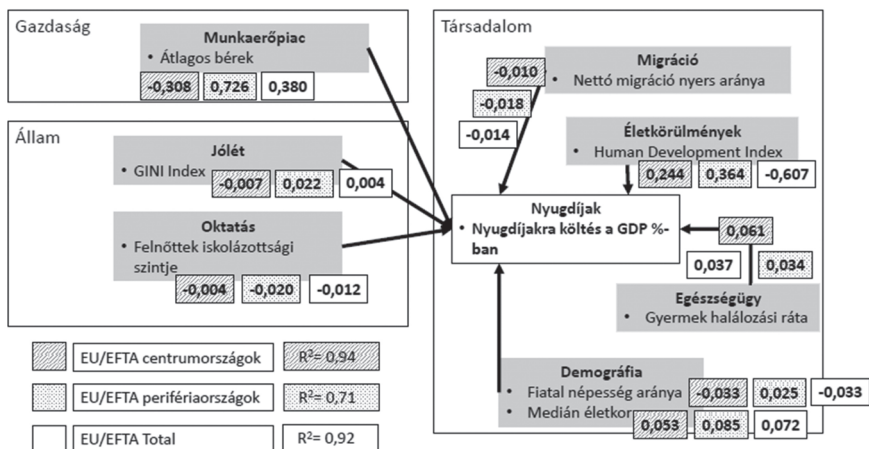 Gazdaság
Munkaerőpiac
• Átlagos bérek
-0,308 0,726 0,380
Állam
Jólét
• GINI Index
-0,007 0,022 0,004
Oktatás
• Felnőttek iskolázottsági
szintje
-0,004 -0,020 -0,012
EU/EFTA centrumországok R²= 0,94
EU/EFTA perifériaországok R²= 0,71
EU/EFTA Total R²= 0,92
Társadalom
Migráció
• Nettó migráció nyers aránya
-0,010
-0,018
-0,014
Életkörülmények
• Human Development Index
0,244 0,364 -0,607
Nyugdíjak
• Nyugdíjakra költés a GDP %-
ban
0,061
0,037 0,034
Egészségügy
• Gyermek halálozási ráta
Demográfia
• Fiatal népesség aránya -0,033 0,025 -0,033
• Medián életkor
0,053 0,085 0,072